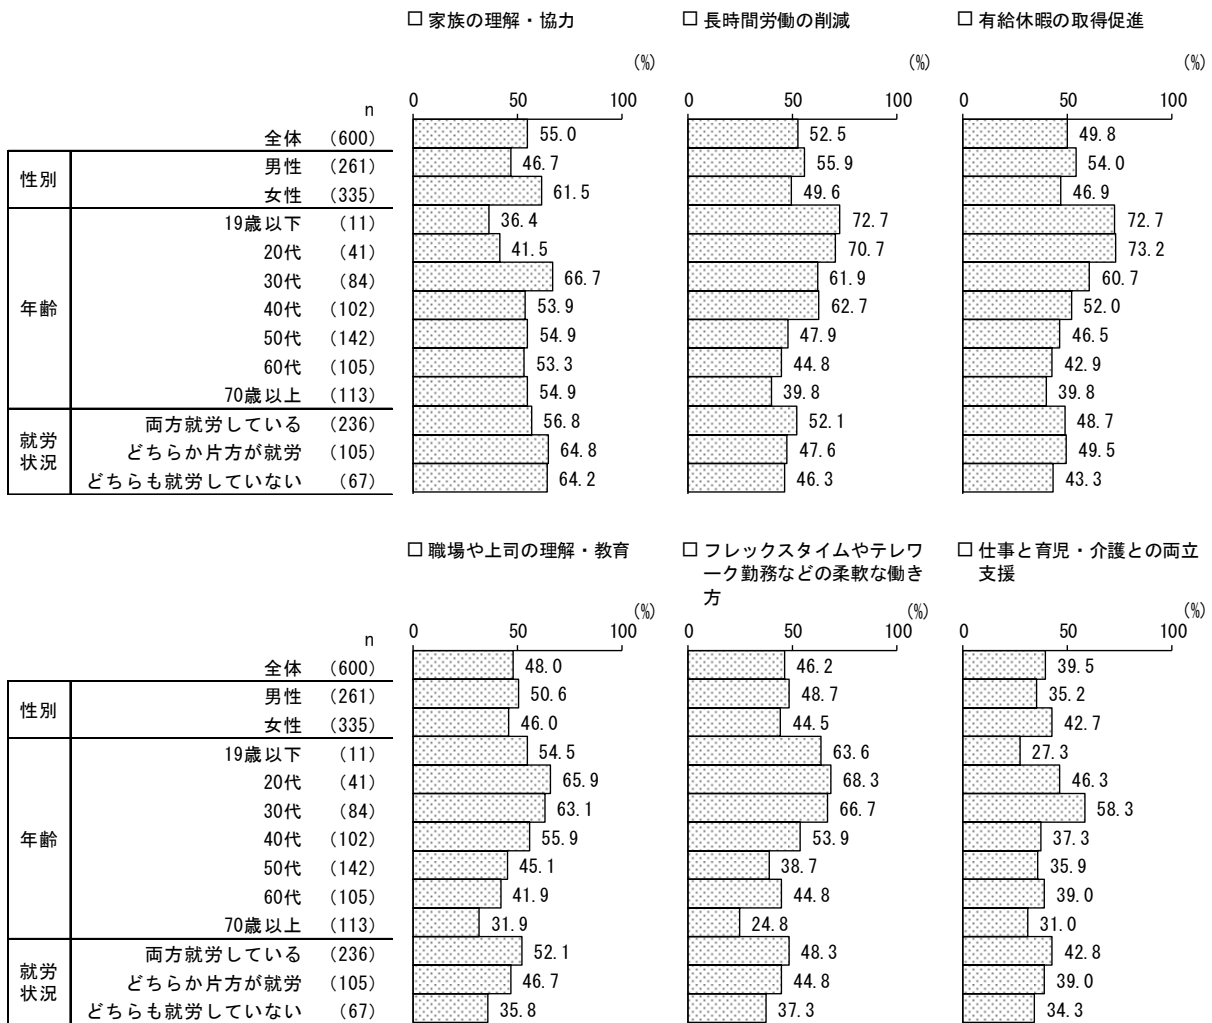 □ 家族の理解・協力 □ 長時間労働の削減 □ 有給休暇の取得促進
(%) (%) (%)
n 0 50 100 0 50 100 0 50 100
全体 (600) 55.0 52.5 49.8
性別 男性 (261) 46.7 55.9 54.0
女性 (335) 61.5 49.6 46.9
年齢 19歳以下 (11) 36.4 72.7 72.7
20代 (41) 41.5 70.7 73.2
30代 (84) 66.7 61.9 60.7
40代 (102) 53.9 62.7 52.0
50代 (142) 54.9 47.9 46.5
60代 (105) 53.3 44.8 42.9
70歳以上 (113) 54.9 39.8 39.8
就労状況 両方就労している (236) 56.8 52.1 48.7
どちらか片方が就労 (105) 64.8 47.6 49.5
どちらも就労していない (67) 64.2 46.3 43.3
□ 職場や上司の理解・教育 □ フレックスタイムやテレワ □ 仕事と育児・介護との両立
ーク勤務などの柔軟な働き 支援
方
(%) (%) (%)
n 0 50 100 0 50 100 0 50 100
全体 (600) 48.0 46.2 39.5
性別 男性 (261) 50.6 48.7 35.2
女性 (335) 46.0 44.5 42.7
年齢 19歳以下 (11) 54.5 63.6 27.3
20代 (41) 65.9 68.3 46.3
30代 (84) 63.1 66.7 58.3
40代 (102) 55.9 53.9 37.3
50代 (142) 45.1 38.7 35.9
60代 (105) 41.9 44.8 39.0
70歳以上 (113) 31.9 24.8 31.0
就労状況 両方就労している (236) 52.1 48.3 42.8
どちらか片方が就労 (105) 46.7 44.8 39.0
どちらも就労していない (67) 35.8 37.3 34.3